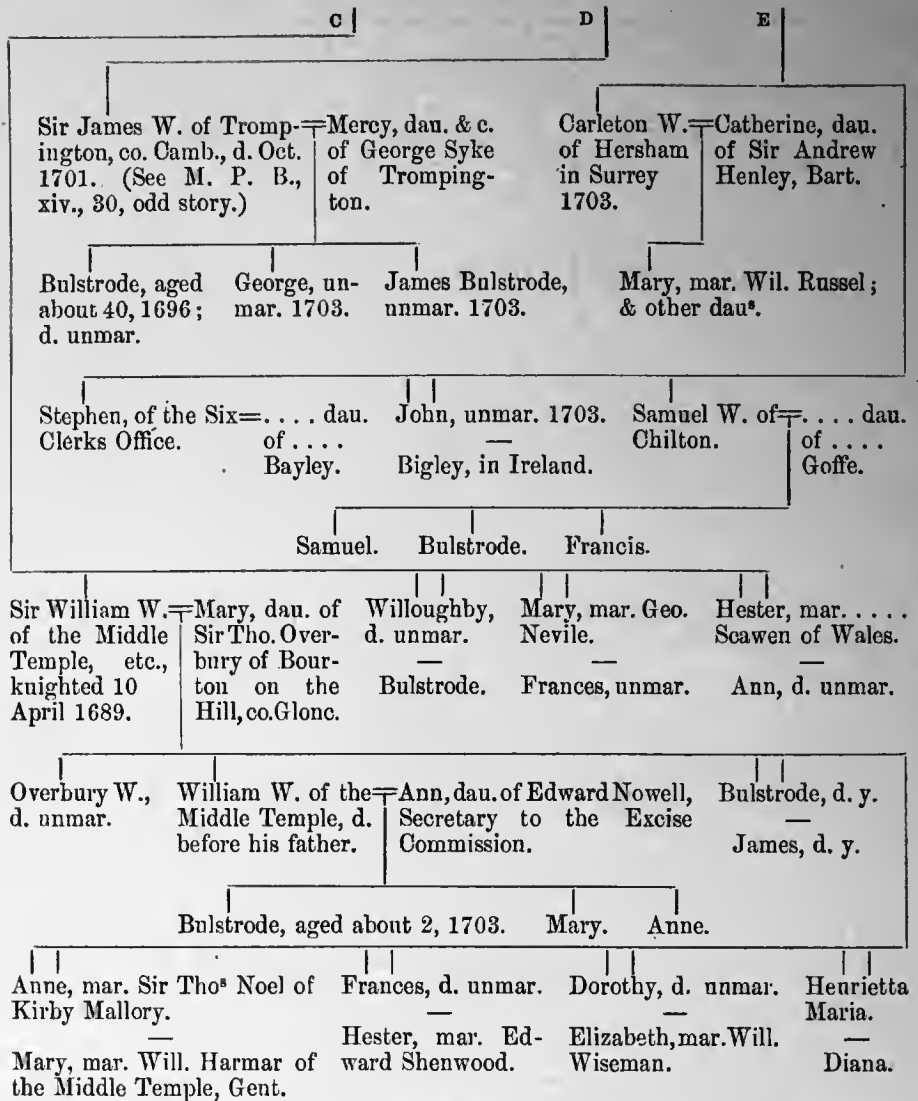 C D E
Sir James W. of Tromp-
ington, co. Camb., d. Oct.
1701. (See M. P. B.,
xiv., 30, odd story.)
Mercy, dau. & c.
of George Syke
of Tromping-
ton.
Carleton W.
of Hersham
in Surrey
1703.
Catherine, dau.
of Sir Andrew
Henley, Bart.
Bulstrode, aged
about 40, 1696;
d. unmar.
George, un-
mar. 1703.
James Bulstrode,
unmar. 1703.
Mary, mar. Wil. Russel;
& other dauˢ.
Stephen, of the Six
Clerks Office.
.... dau.
of ....
Bayley.
John, unmar. 1703.
—
Bigley, in Ireland.
Samuel W. of
Chilton.
.... dau.
of ....
Goffe.
Samuel. Bulstrode. Francis.
Sir William W.
of the Middle
Temple, etc.,
knighted 10
April 1689.
Mary, dau. of
Sir Tho. Over-
bury of Bour-
ton on the
Hill, co. Glonc.
Willoughby,
d. unmar.
—
Bulstrode.
Mary, mar. Geo.
Nevile.
—
Frances, unmar.
Hester, mar. ....
Scawen of Wales.
—
Ann, d. unmar.
Overbury W.,
d. unmar.
William W. of the
Middle Temple, d.
before his father.
Ann, dau. of Edward Nowell,
Secretary to the Excise
Commission.
Bulstrode, d. y.
—
James, d. y.
Bulstrode, aged about 2, 1703. Mary. Anne.
Anne, mar. Sir Thoˢ Noel of
Kirby Mallory.
—
Mary, mar. Will. Harmar of
the Middle Temple, Gent.
Frances, d. unmar.
—
Hester, mar. Ed-
ward Shenwood.
Dorothy, d. unmar.
—
Elizabeth, mar. Will.
Wiseman.
Henrietta
Maria.
—
Diana.